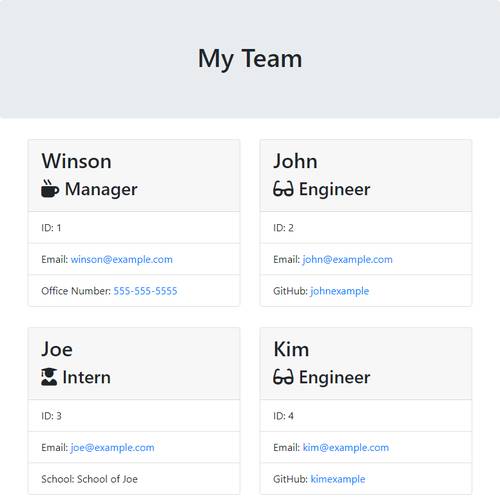 My Team
Winson
Manager
ID: 1
Email: winson@example.com
Office Number: 555-555-5555
John
Engineer
ID: 2
Email: john@example.com
GitHub: johnexample
Joe
Intern
ID: 3
Email: joe@example.com
School: School of Joe
Kim
Engineer
ID: 4
Email: kim@example.com
GitHub: kimexample